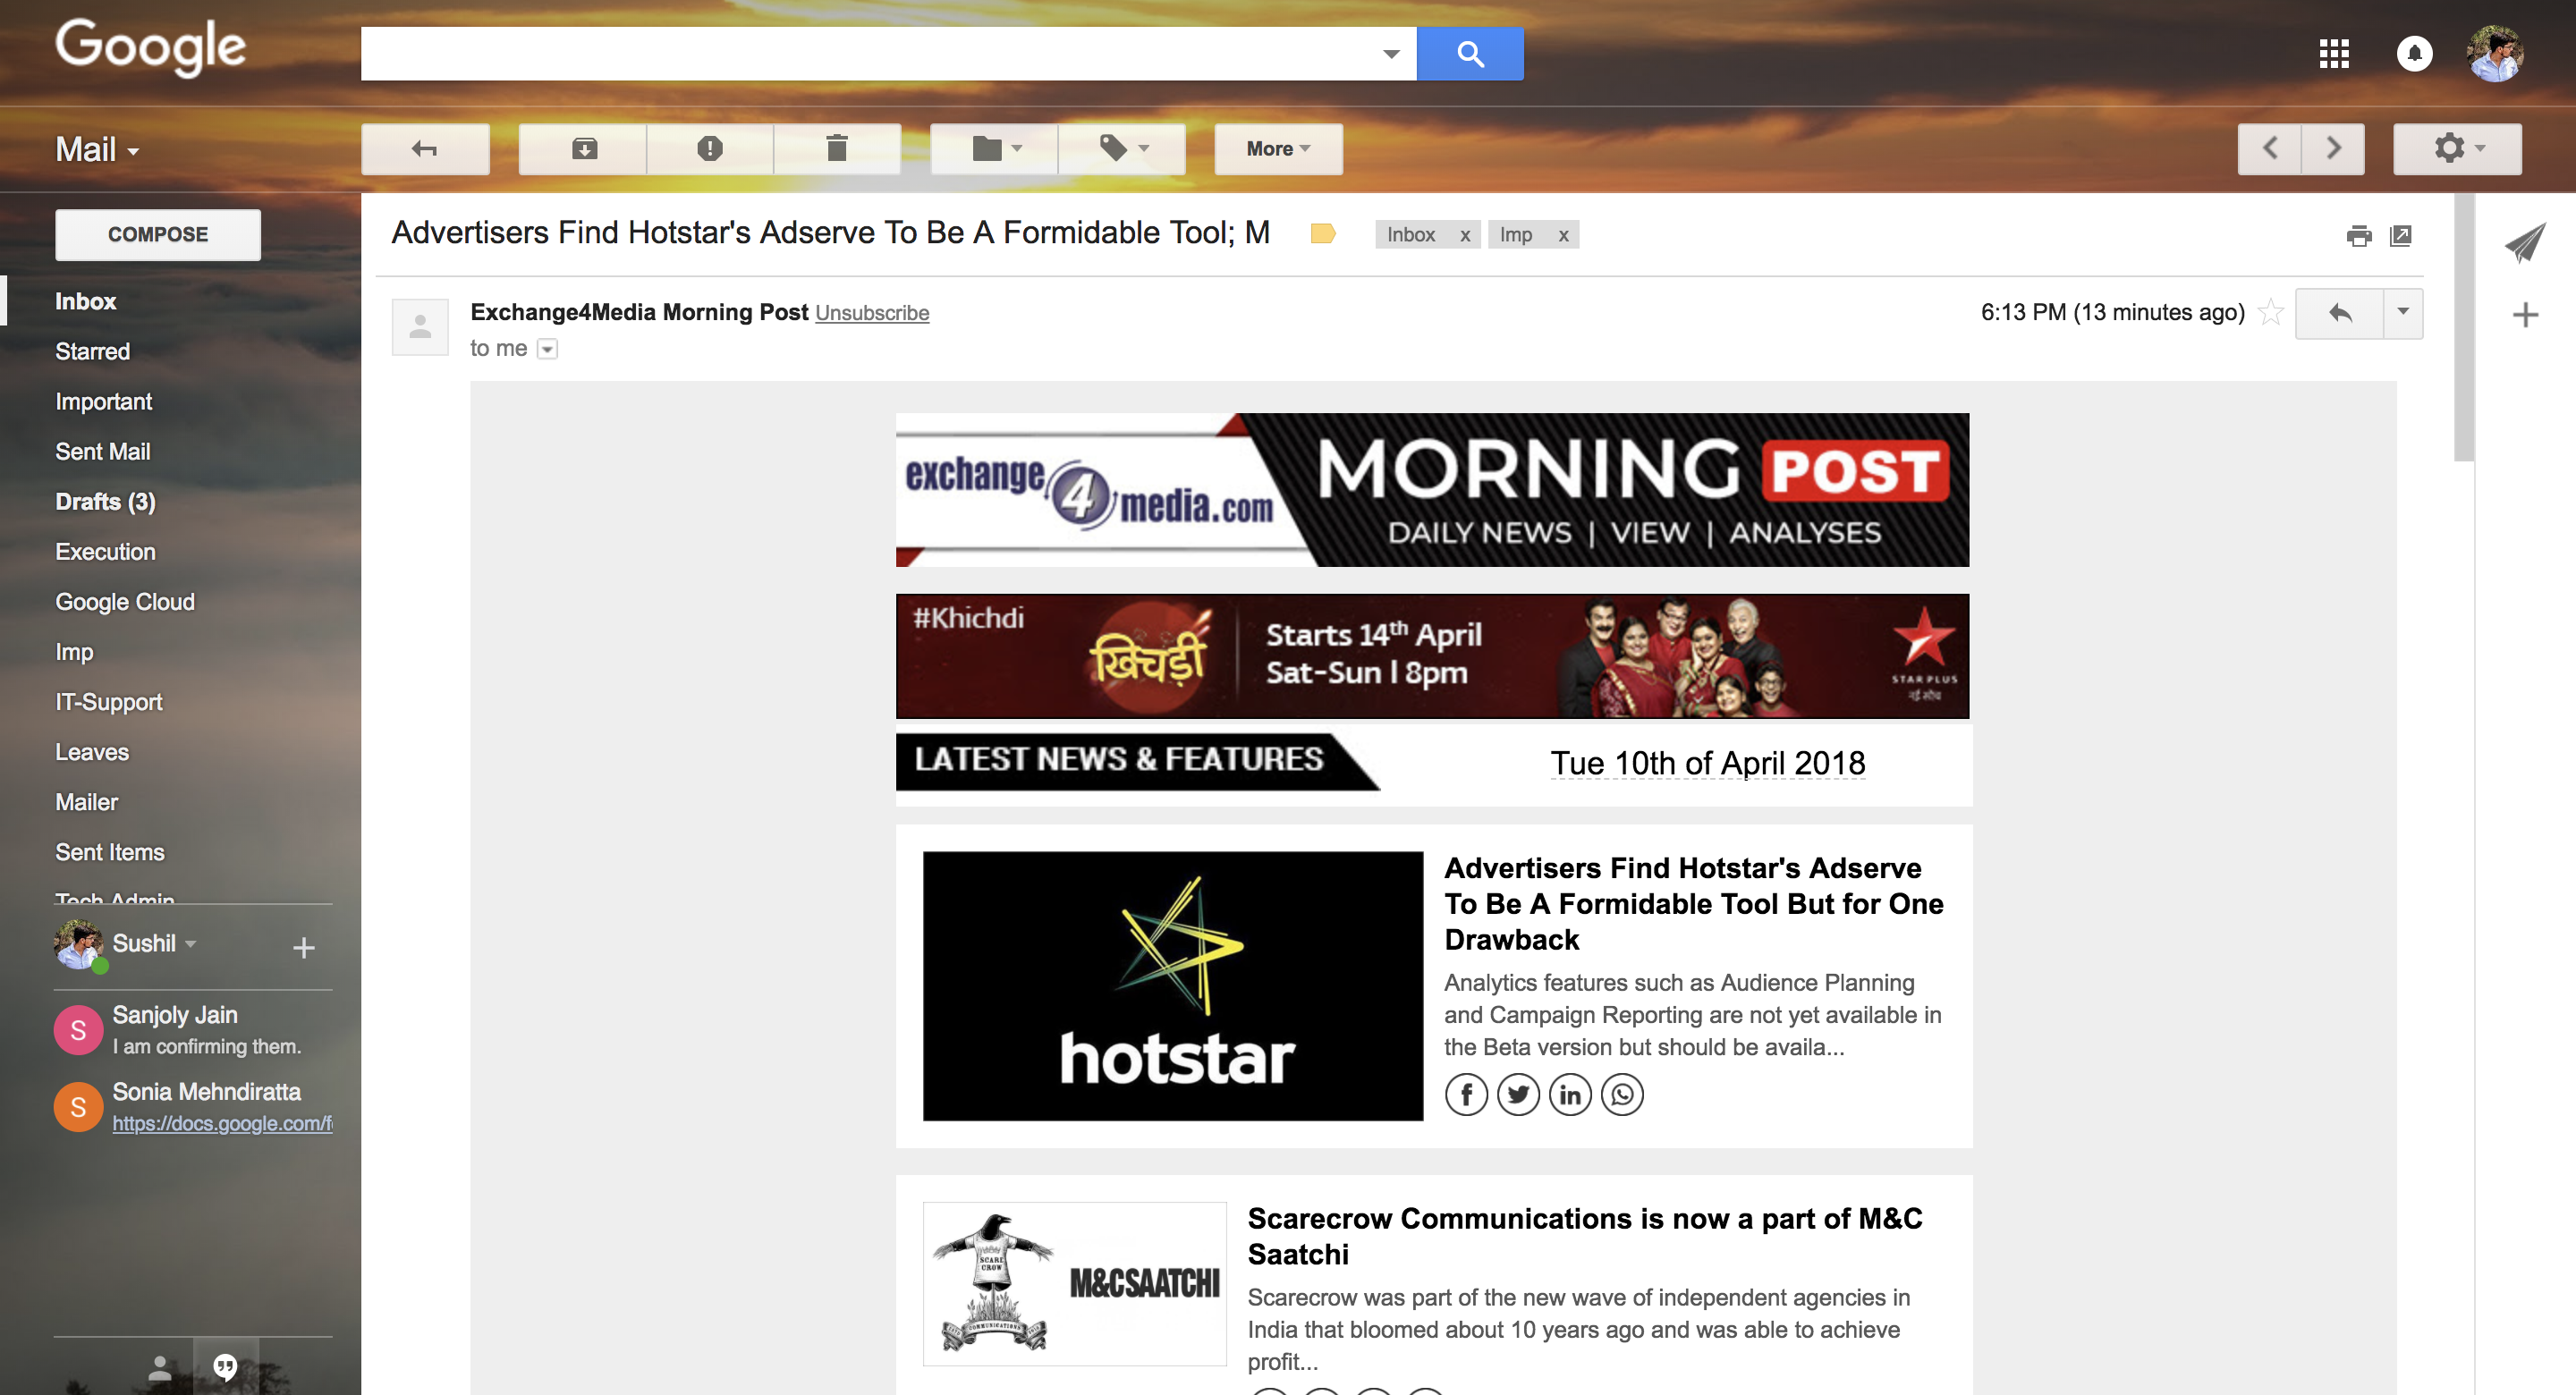 Google
Mail
More
COMPOSE
Inbox
Starred
Important
Sent Mail
Drafts (3)
Execution
Google Cloud
Imp
IT-Support
Leaves
Mailer
Sent Items
Tech Admin
Sushil
S
Sanjoly Jain
I am confirming them.
S
Sonia Mehndiratta
https://docs.google.com/f
Advertisers Find Hotstar's Adserve To Be A Formidable Tool; M
Inbox x
Imp x
Exchange4Media Morning Post Unsubscribe
6:13 PM (13 minutes ago)
to me
exchange4media.com
MORNING POST
DAILY NEWS | VIEW | ANALYSES
#Khichdi
खिचड़ी
Starts 14th April
Sat-Sun | 8pm
STAR PLUS
नई सोच
LATEST NEWS & FEATURES
Tue 10th of April 2018
hotstar
Advertisers Find Hotstar's Adserve
To Be A Formidable Tool But for One
Drawback
Analytics features such as Audience Planning
and Campaign Reporting are not yet available in
the Beta version but should be availa...
SCARE
CROW
COMMUNICATIONS
M&CSAATCHI
Scarecrow Communications is now a part of M&C
Saatchi
Scarecrow was part of the new wave of independent agencies in
India that bloomed about 10 years ago and was able to achieve
profit...